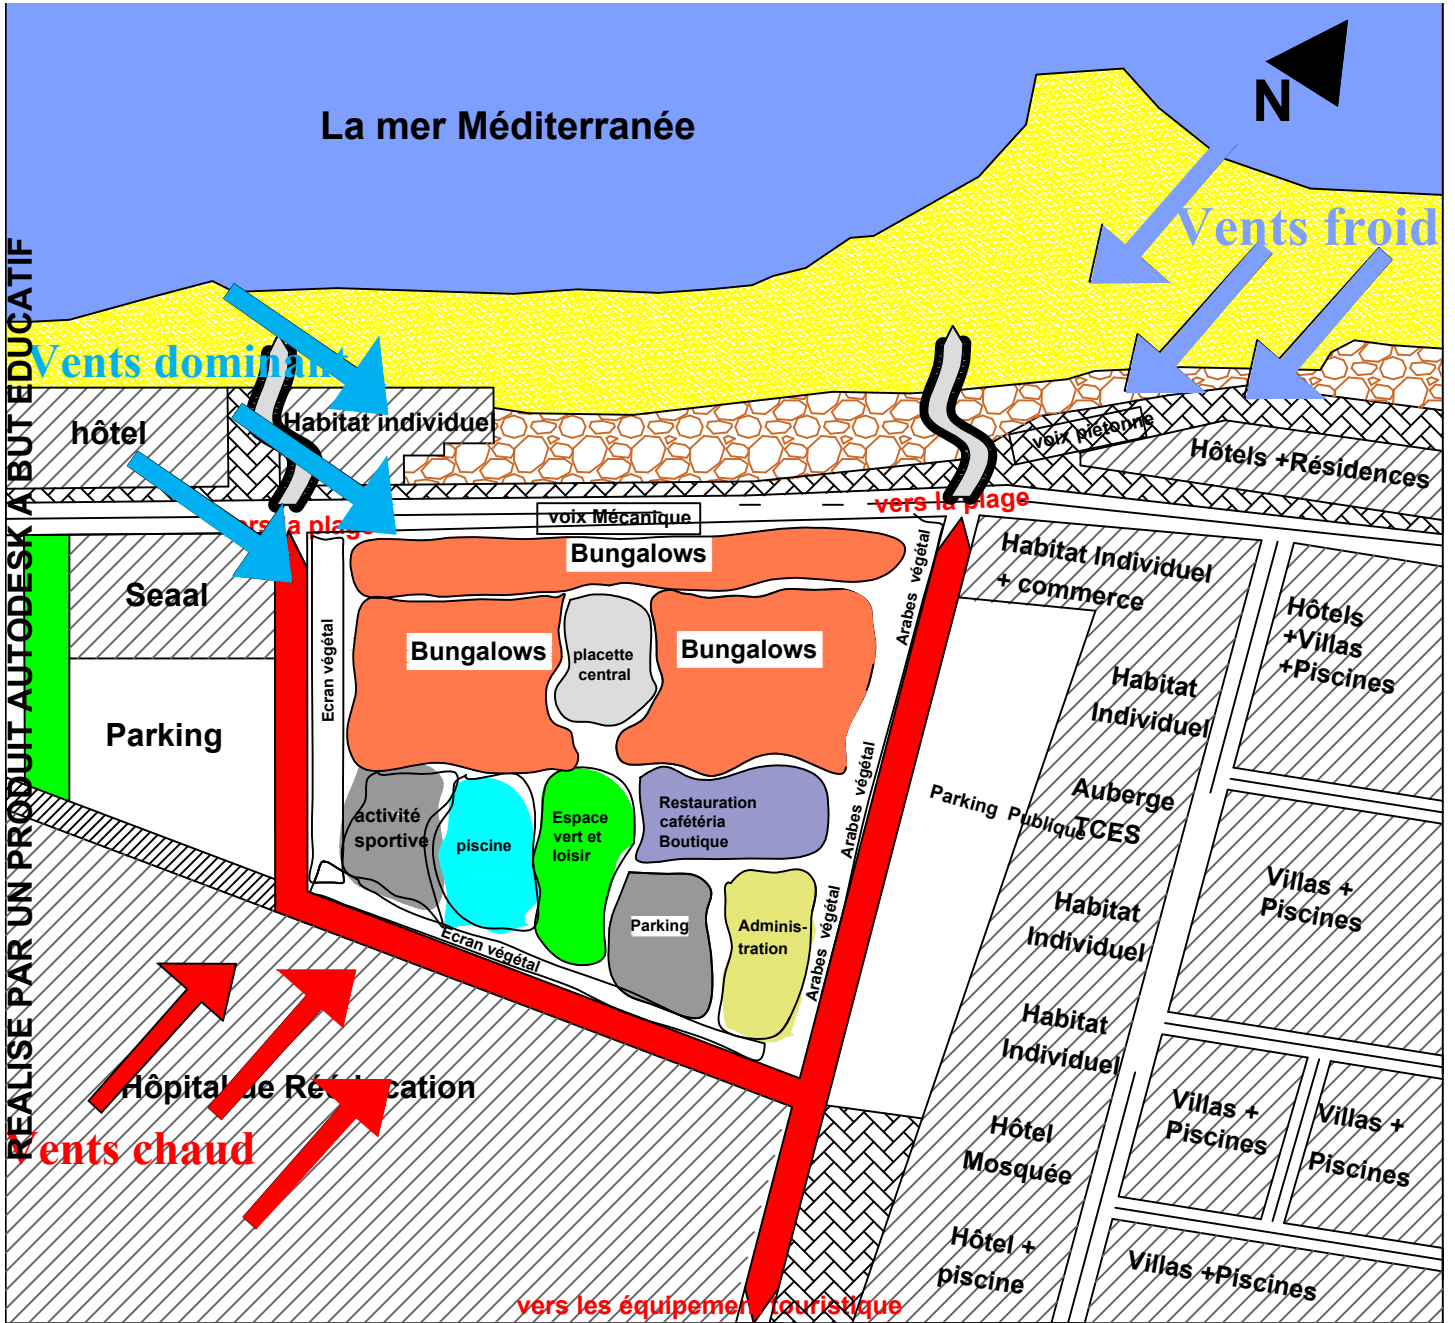 N
La mer Méditerranée
Vents froid
Vents dominant
hôtel
Habitat individuel
voix piétonne
Hôtels +Résidences
vers la plage
voix Mécanique
vers la plage
REALISE PAR UN PRODUIT AUTODESK A BUT EDUCATIF
Seaal
Parking
Ecran végétal
Bungalows
Bungalows
placette
central
Bungalows
Arabes végétal
Habitat Individuel
+ commerce
Hôtels
+Villas
+Piscines
Habitat
Individuel
activité
sportive
piscine
Espace
vert et
loisir
Restauration
cafétéria
Boutique
Arabes végétal
Parking Publique
Auberge
TCES
Villas +
Piscines
Ecran végétal
Parking
Adminis-
tration
Arabes végétal
Habitat
Individuel
Habitat
Individuel
Hôpital de Rééducation
Vents chaud
Hôtel
Mosquée
Villas +
Piscines
Villas +
Piscines
Hôtel +
piscine
Villas +Piscines
vers les équipement touristique